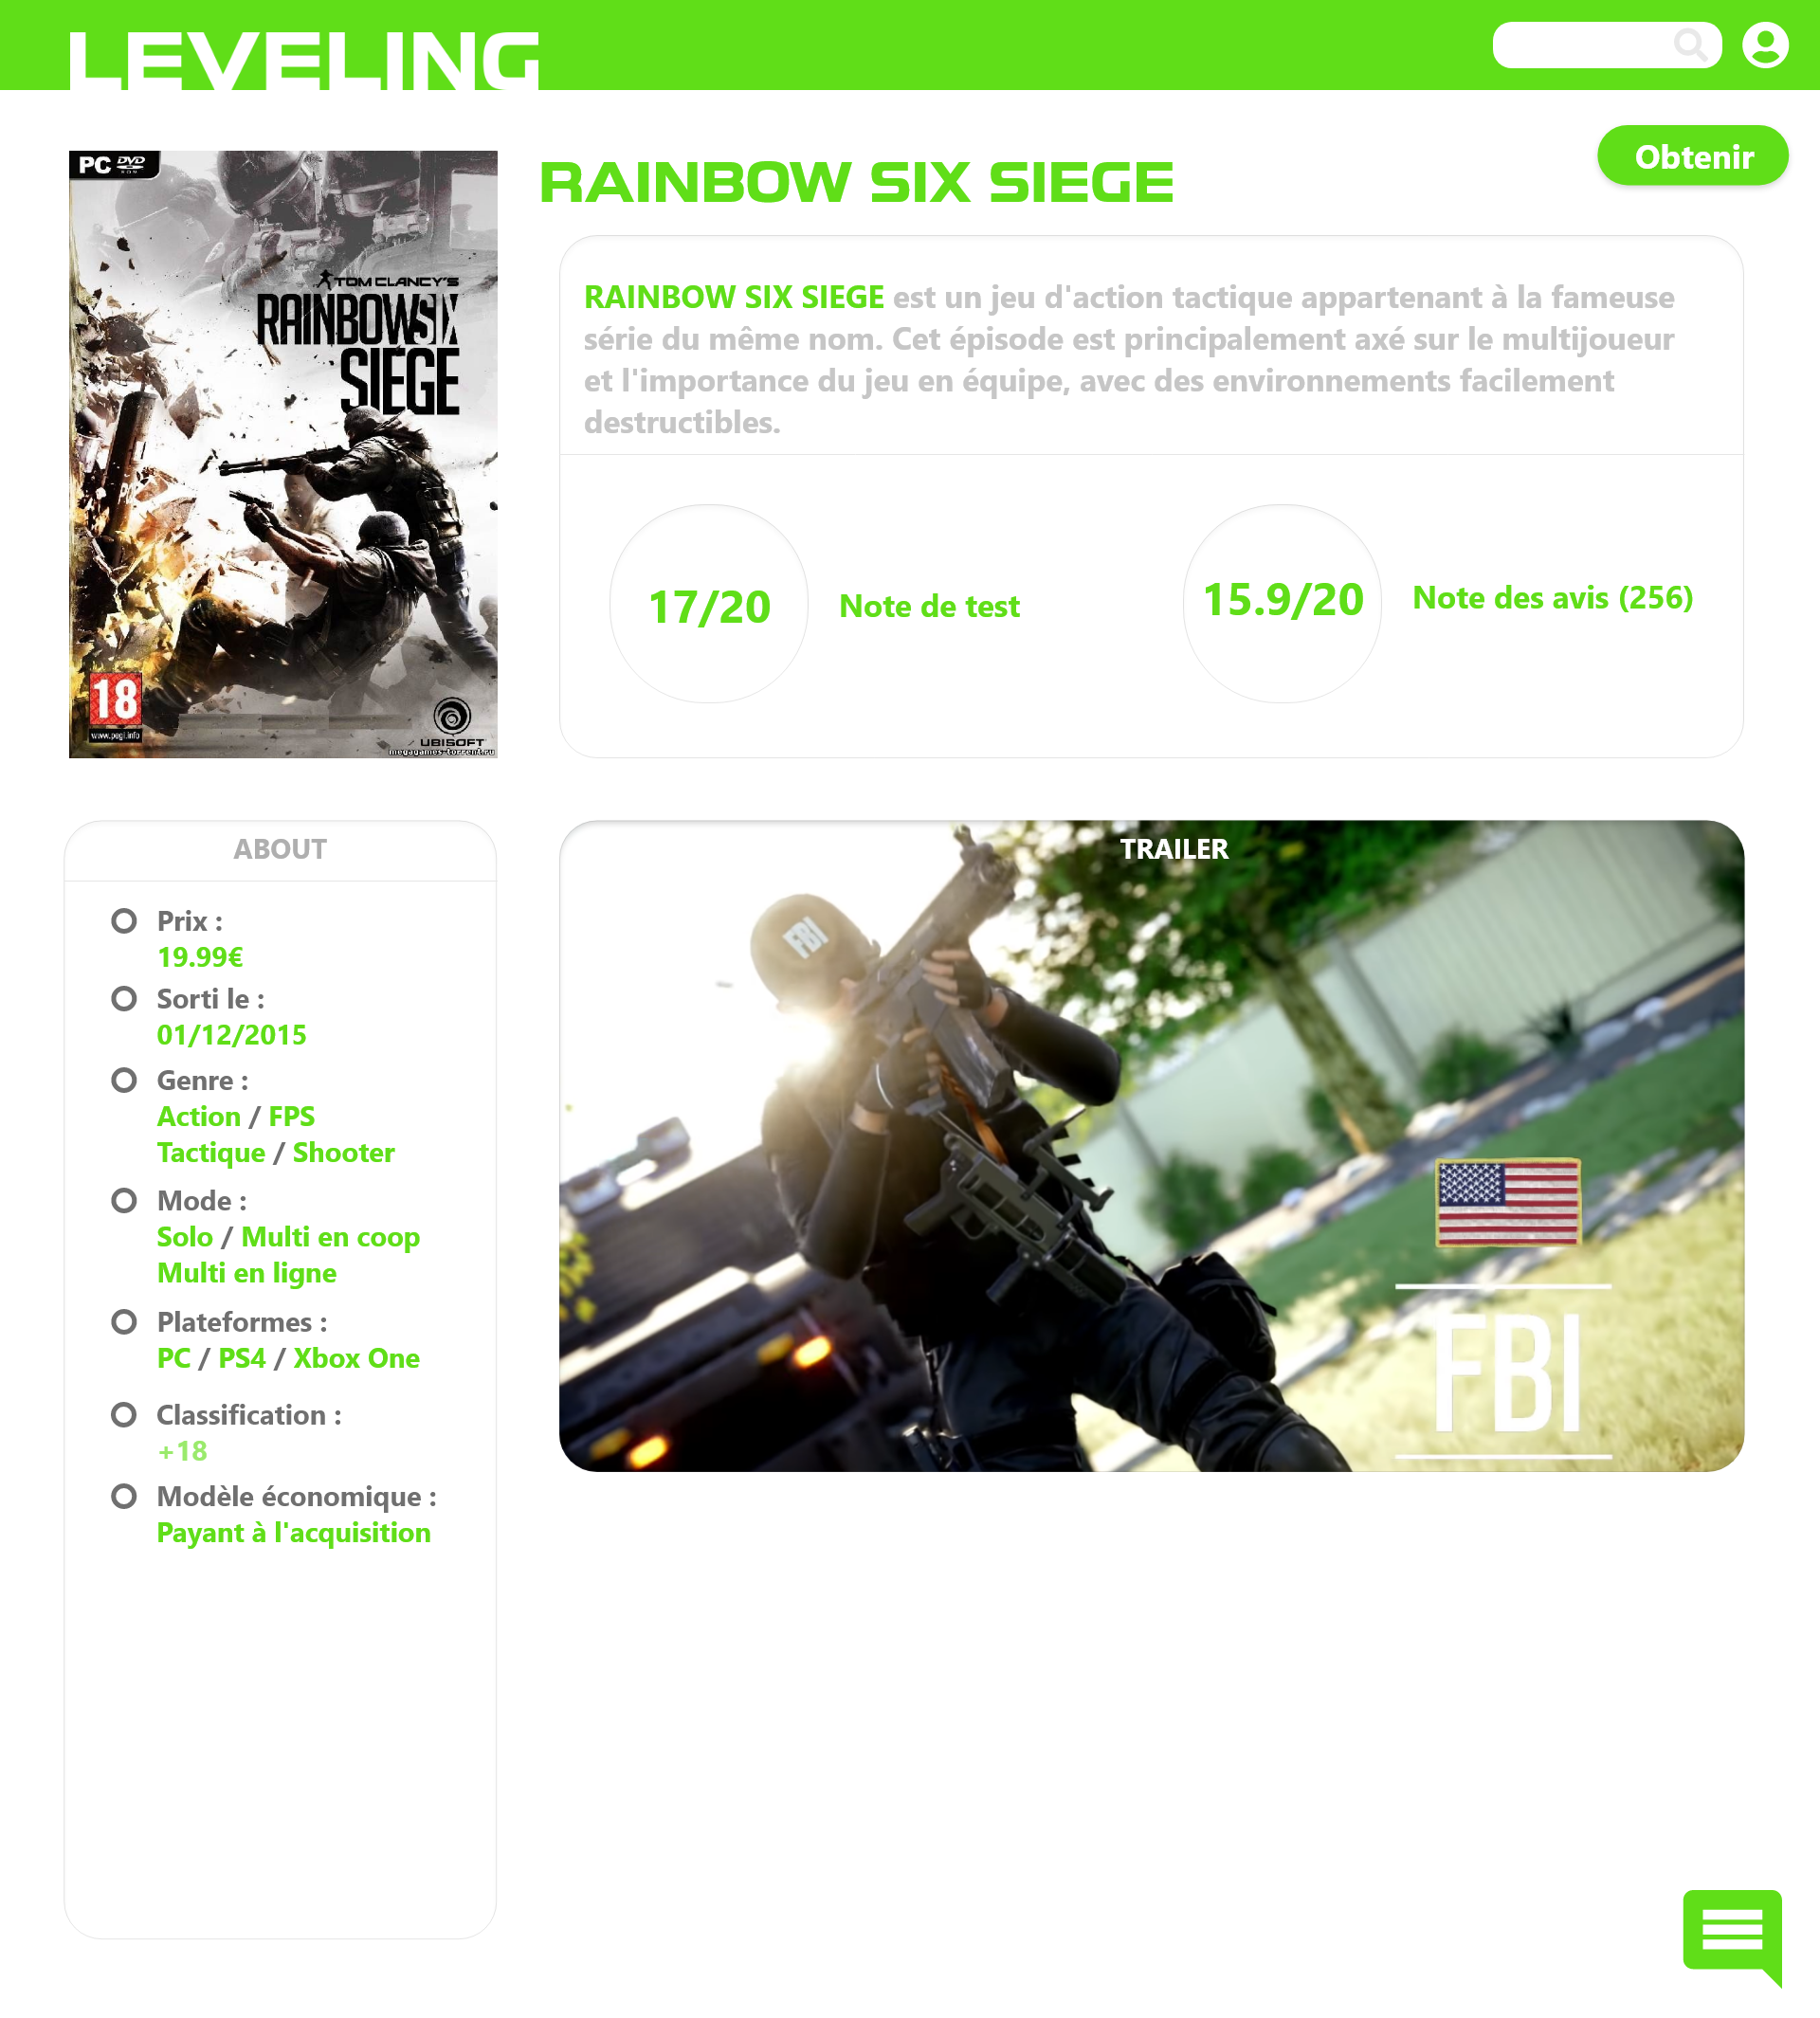 LEVELING
Obtenir
RAINBOW SIX SIEGE
PC DVD
ROM
TOM CLANCY'S
RAINBOWSIX
SIEGE
18
www.pegi.info
UBISOFT
megagames-torrent.ru
RAINBOW SIX SIEGE est un jeu d'action tactique appartenant à la fameuse
série du même nom. Cet épisode est principalement axé sur le multijoueur
et l'importance du jeu en équipe, avec des environnements facilement
destructibles.
17/20 Note de test
15.9/20 Note des avis (256)
ABOUT
Prix :
19.99€
Sorti le :
01/12/2015
Genre :
Action / FPS
Tactique / Shooter
Mode :
Solo / Multi en coop
Multi en ligne
Plateformes :
PC / PS4 / Xbox One
Classification :
+18
Modèle économique :
Payant à l'acquisition
TRAILER
FBI
FBI